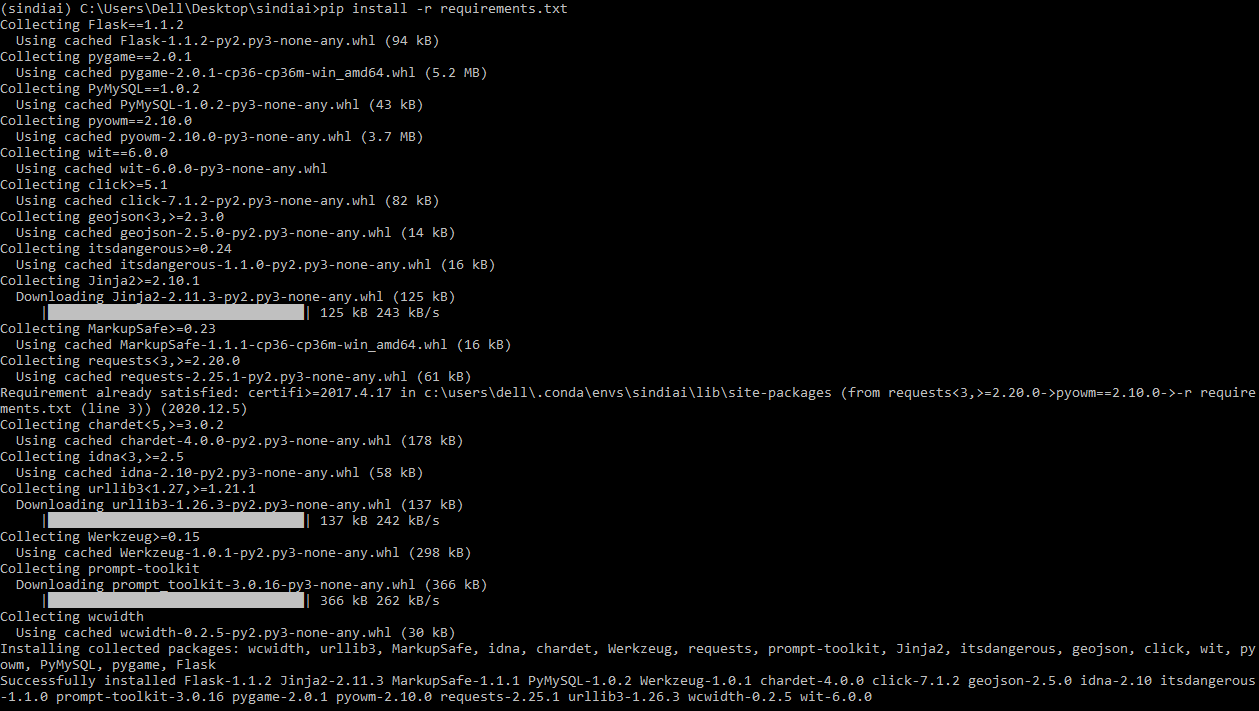 (sindiai) C:\Users\Dell\Desktop\sindiai>pip install -r requirements.txt
Collecting Flask==1.1.2
  Using cached Flask-1.1.2-py2.py3-none-any.whl (94 kB)
Collecting pygame==2.0.1
  Using cached pygame-2.0.1-cp36-cp36m-win_amd64.whl (5.2 MB)
Collecting PyMySQL==1.0.2
  Using cached PyMySQL-1.0.2-py3-none-any.whl (43 kB)
Collecting pyowm==2.10.0
  Using cached pyowm-2.10.0-py3-none-any.whl (3.7 MB)
Collecting wit==6.0.0
  Using cached wit-6.0.0-py3-none-any.whl
Collecting click>=5.1
  Using cached click-7.1.2-py2.py3-none-any.whl (82 kB)
Collecting geojson<3,>=2.3.0
  Using cached geojson-2.5.0-py2.py3-none-any.whl (14 kB)
Collecting itsdangerous>=0.24
  Using cached itsdangerous-1.1.0-py2.py3-none-any.whl (16 kB)
Collecting Jinja2>=2.10.1
  Downloading Jinja2-2.11.3-py2.py3-none-any.whl (125 kB)
     |████████████████████████████████| 125 kB 243 kB/s
Collecting MarkupSafe>=0.23
  Using cached MarkupSafe-1.1.1-cp36-cp36m-win_amd64.whl (16 kB)
Collecting requests<3,>=2.20.0
  Using cached requests-2.25.1-py2.py3-none-any.whl (61 kB)
Requirement already satisfied: certifi>=2017.4.17 in c:\users\dell\.conda\envs\sindiai\lib\site-packages (from requests<3,>=2.20.0->pyowm==2.10.0->-r require
ments.txt (line 3)) (2020.12.5)
Collecting chardet<5,>=3.0.2
  Using cached chardet-4.0.0-py2.py3-none-any.whl (178 kB)
Collecting idna<3,>=2.5
  Using cached idna-2.10-py2.py3-none-any.whl (58 kB)
Collecting urllib3<1.27,>=1.21.1
  Downloading urllib3-1.26.3-py2.py3-none-any.whl (137 kB)
     |████████████████████████████████| 137 kB 242 kB/s
Collecting Werkzeug>=0.15
  Using cached Werkzeug-1.0.1-py2.py3-none-any.whl (298 kB)
Collecting prompt-toolkit
  Downloading prompt_toolkit-3.0.16-py3-none-any.whl (366 kB)
     |████████████████████████████████| 366 kB 262 kB/s
Collecting wcwidth
  Using cached wcwidth-0.2.5-py2.py3-none-any.whl (30 kB)
Installing collected packages: wcwidth, urllib3, MarkupSafe, idna, chardet, Werkzeug, requests, prompt-toolkit, Jinja2, itsdangerous, geojson, click, wit, py
owm, PyMySQL, pygame, Flask
Successfully installed Flask-1.1.2 Jinja2-2.11.3 MarkupSafe-1.1.1 PyMySQL-1.0.2 Werkzeug-1.0.1 chardet-4.0.0 click-7.1.2 geojson-2.5.0 idna-2.10 itsdangerous
-1.1.0 prompt-toolkit-3.0.16 pygame-2.0.1 pyowm-2.10.0 requests-2.25.1 urllib3-1.26.3 wcwidth-0.2.5 wit-6.0.0